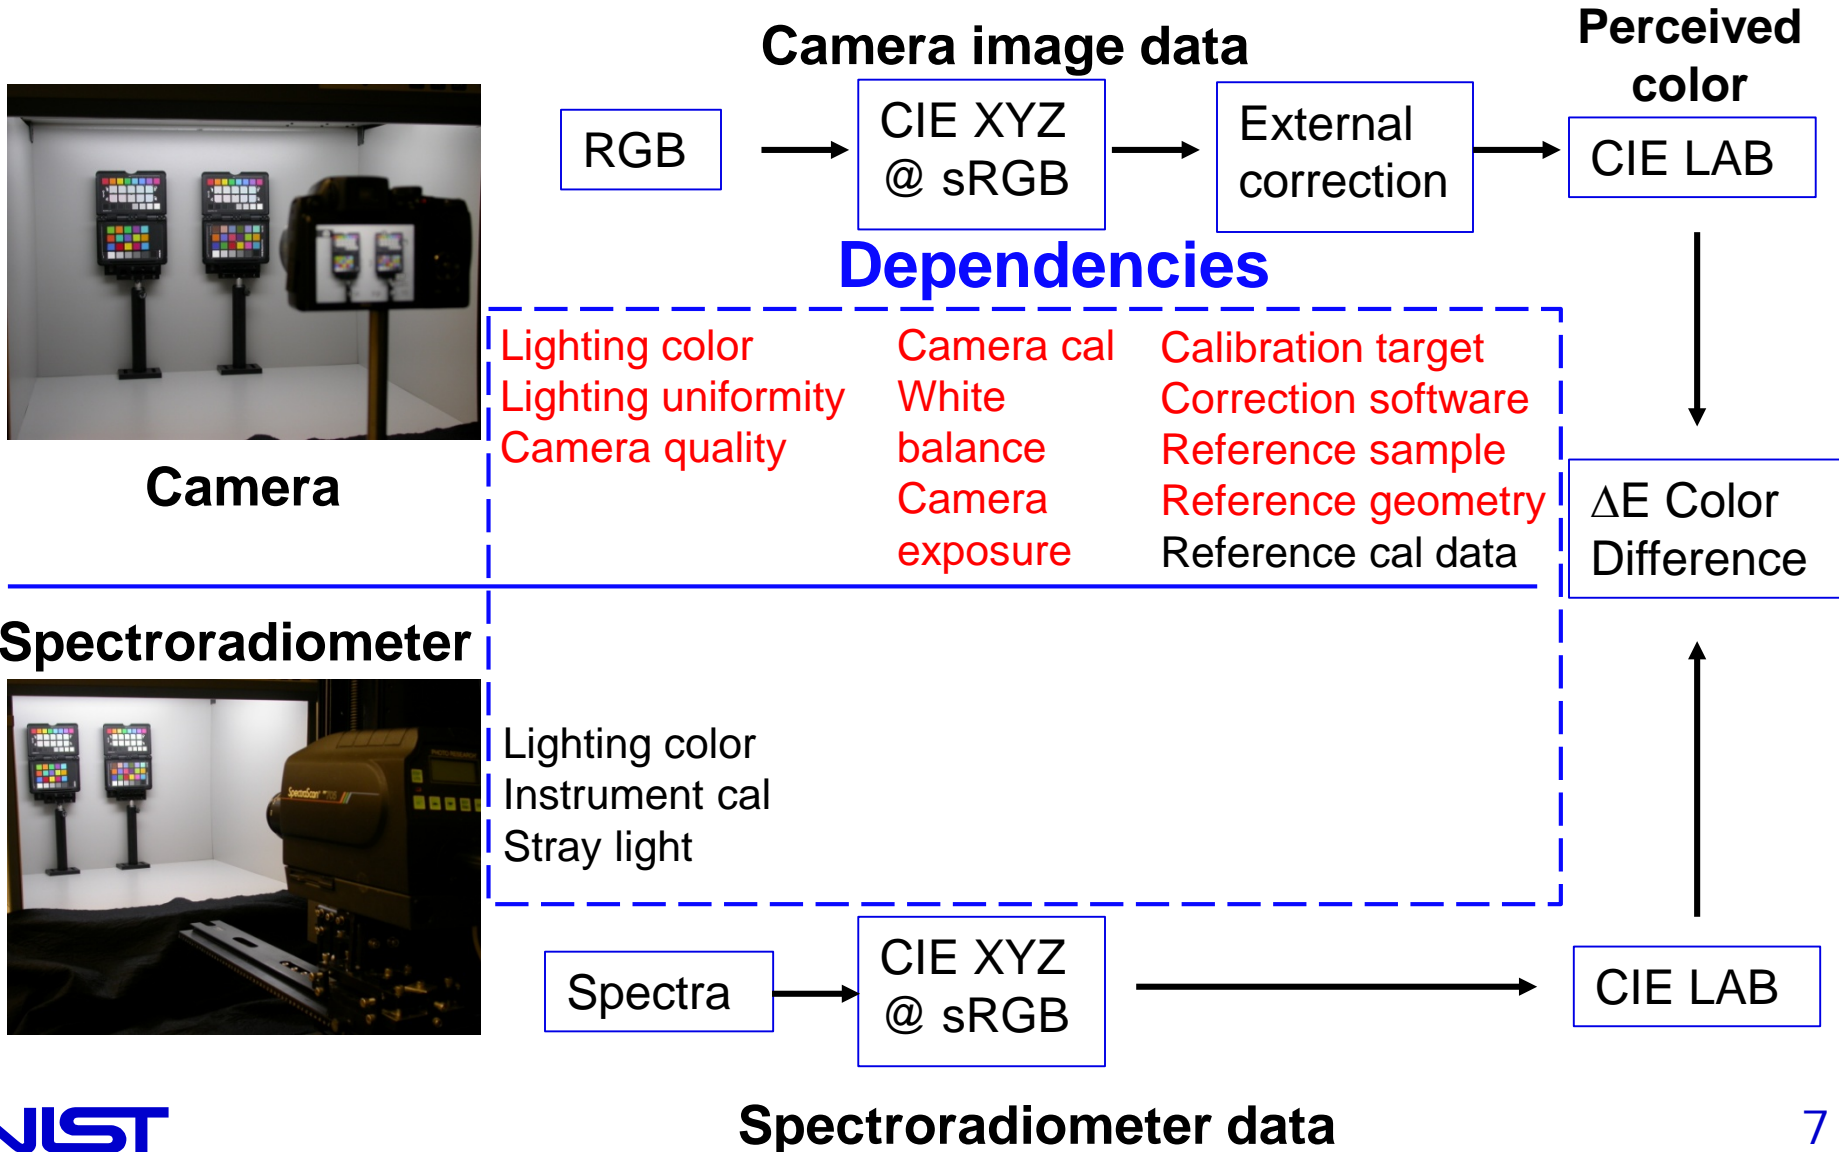 Camera image data
Perceived
color
RGB
CIE XYZ
@ sRGB
External
correction
CIE LAB
Dependencies
Lighting color
Lighting uniformity
Camera quality
Camera cal
White
balance
Camera
exposure
Calibration target
Correction software
Reference sample
Reference geometry
Reference cal data
Camera
ΔE Color
Difference
Spectroradiometer
SpectraScan
Lighting color
Instrument cal
Stray light
Spectra
CIE XYZ
@ sRGB
CIE LAB
NIST
Spectroradiometer data
7